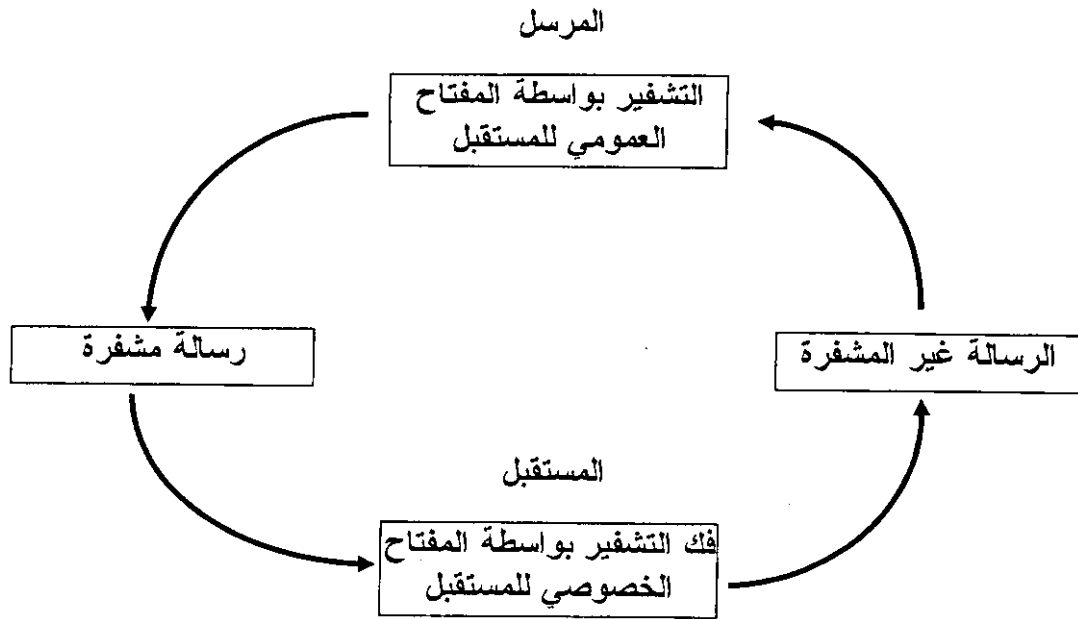 المرسل
التشفير بواسطة المفتاح
العمومي للمستقبل
الرسالة غير المشفرة
رسالة مشفرة
المستقبل
فك التشفير بواسطة المفتاح
الخصوصي للمستقبل